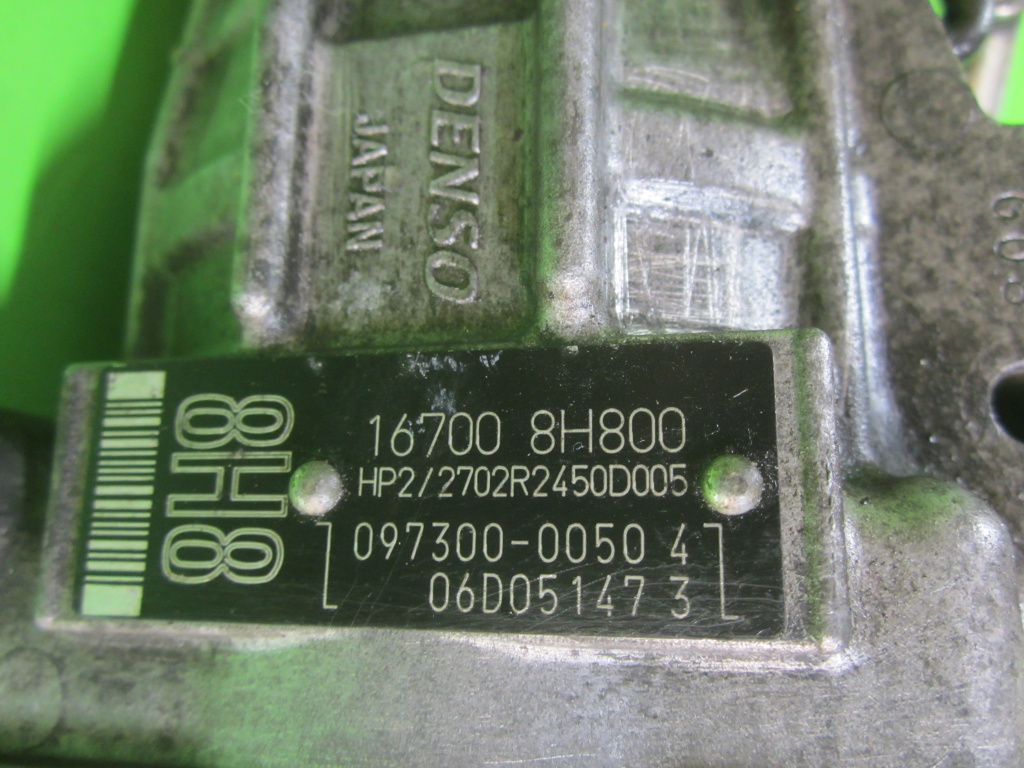 DENSO
JAPAN
8H8
16700 8H800
HP2/2702R2450D005
097300-0050 4
06D05147 3